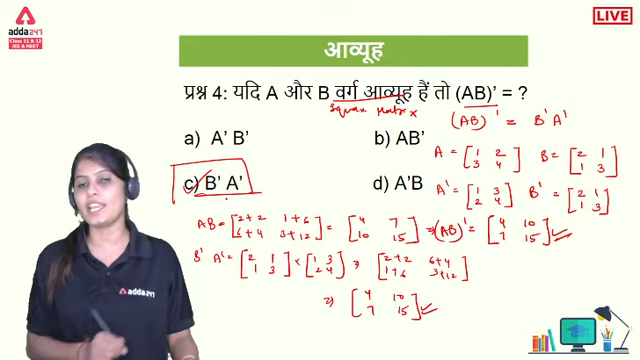 adda247
Class 11 & 12
JEE & NEET
LIVE
आव्यूह
प्रश्न 4: यदि A और B वर्ग आव्यूह हैं तो (AB)' = ?
Square Matrix
(AB)' = B' A'
a) A' B'
b) AB'
A = [1 2
3 4] B = [2 1
1 3]
c) B' A'
d) A'B
A' = [1 3
2 4] B' = [2 1
1 3]
AB = [2+2 1+6
6+4 3+12] = [4 7
10 15] ⇒ (AB)' = [4 10
7 15]
B' A' = [2 1
1 3] × [1 3
2 4] ⇒ [2+2 6+4
1+6 3+12]
⇒ [4 10
7 15]
adda247